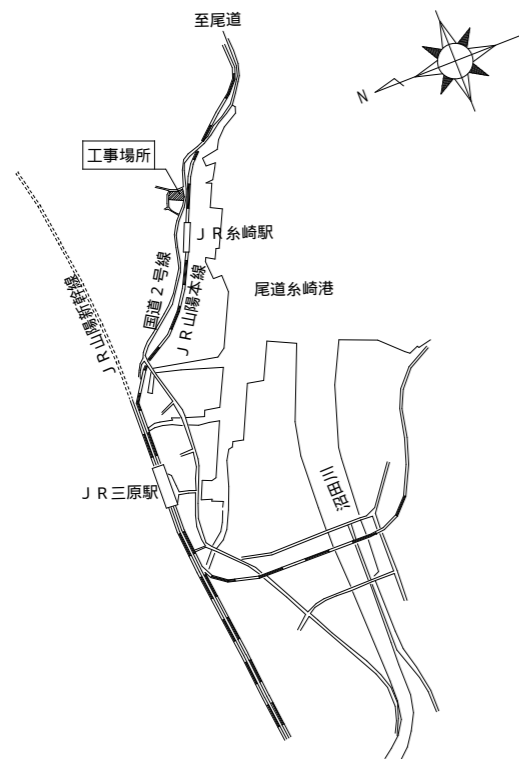 至尾道
N
工事場所
ＪＲ糸崎駅
国道２号線
ＪＲ山陽本線
尾道糸崎港
ＪＲ山陽新幹線
ＪＲ三原駅
沼田川